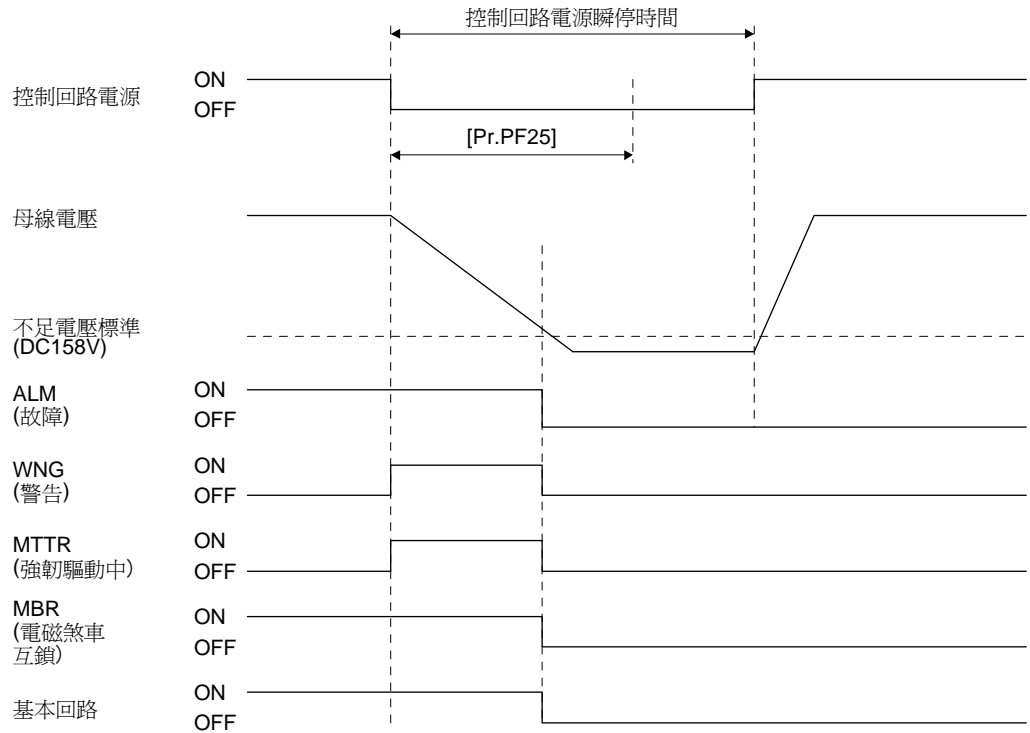 控制回路電源瞬停時間
控制回路電源
ON
OFF
[Pr.PF25]
母線電壓
不足電壓標準
(DC158V)
ALM
(故障)
ON
OFF
WNG
(警告)
ON
OFF
MTTR
(強韌驅動中)
ON
OFF
MBR
(電磁煞車
互鎖)
ON
OFF
基本回路
ON
OFF